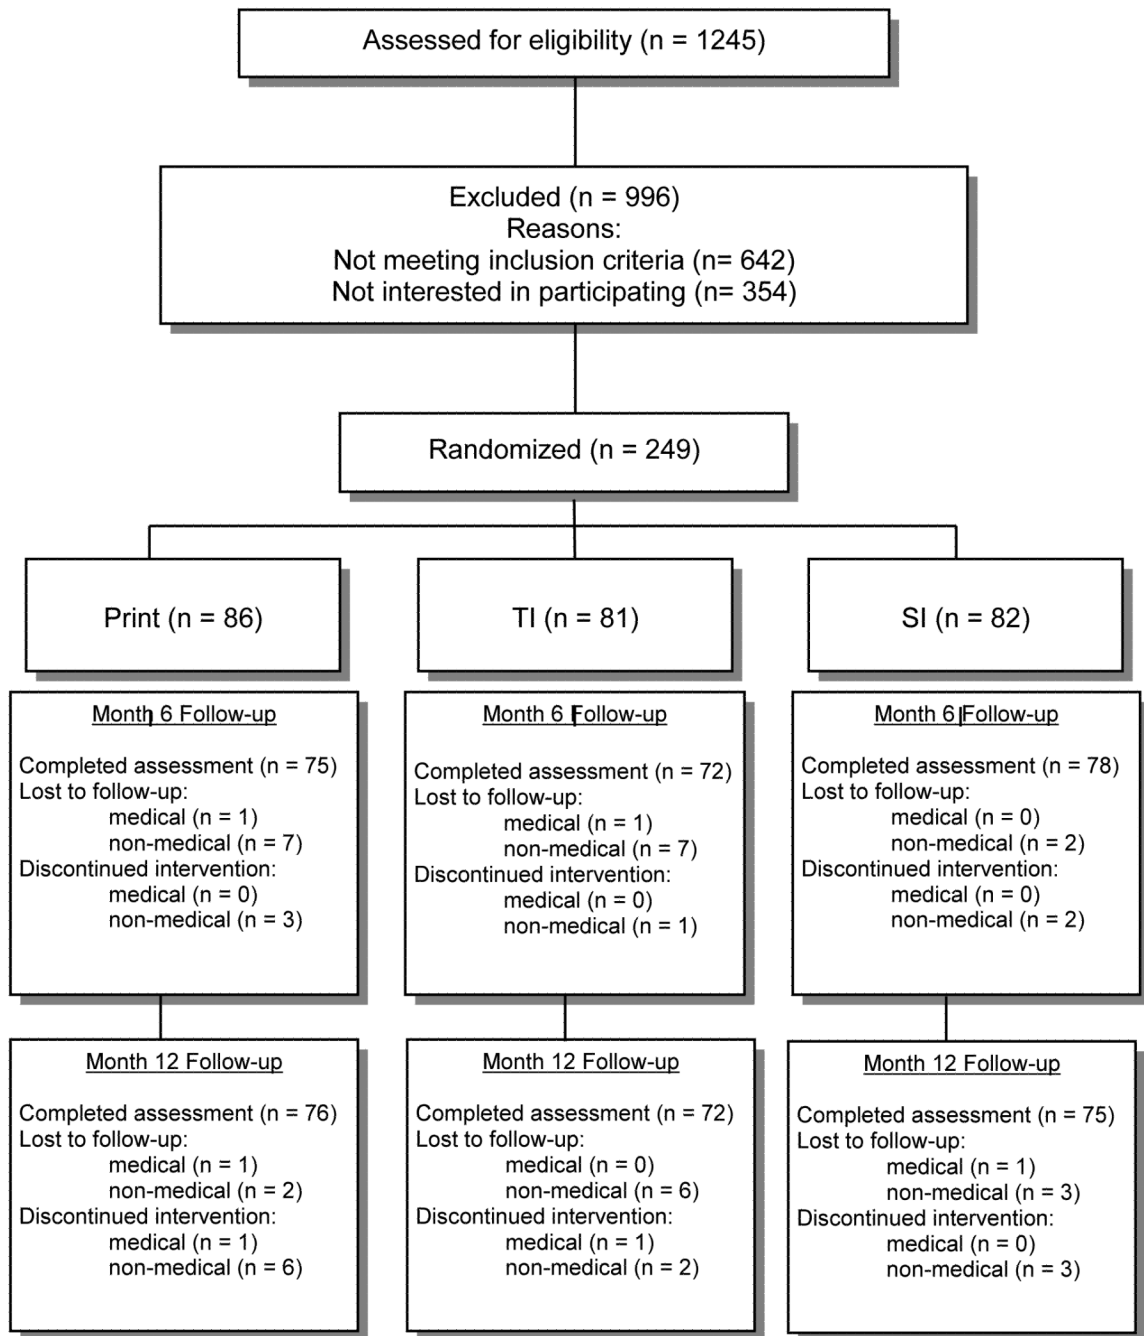 Assessed for eligibility (n = 1245)
Excluded (n = 996)
Reasons:
Not meeting inclusion criteria (n= 642)
Not interested in participating (n= 354)
Randomized (n = 249)
Print (n = 86)
TI (n = 81)
SI (n = 82)
Month 6 Follow-up
Completed assessment (n = 75)
Lost to follow-up:
medical (n = 1)
non-medical (n = 7)
Discontinued intervention:
medical (n = 0)
non-medical (n = 3)
Month 6 Follow-up
Completed assessment (n = 72)
Lost to follow-up:
medical (n = 1)
non-medical (n = 7)
Discontinued intervention:
medical (n = 0)
non-medical (n = 1)
Month 6 Follow-up
Completed assessment (n = 78)
Lost to follow-up:
medical (n = 0)
non-medical (n = 2)
Discontinued intervention:
medical (n = 0)
non-medical (n = 2)
Month 12 Follow-up
Completed assessment (n = 76)
Lost to follow-up:
medical (n = 1)
non-medical (n = 2)
Discontinued intervention:
medical (n = 1)
non-medical (n = 6)
Month 12 Follow-up
Completed assessment (n = 72)
Lost to follow-up:
medical (n = 0)
non-medical (n = 6)
Discontinued intervention:
medical (n = 1)
non-medical (n = 2)
Month 12 Follow-up
Completed assessment (n = 75)
Lost to follow-up:
medical (n = 1)
non-medical (n = 3)
Discontinued intervention:
medical (n = 0)
non-medical (n = 3)